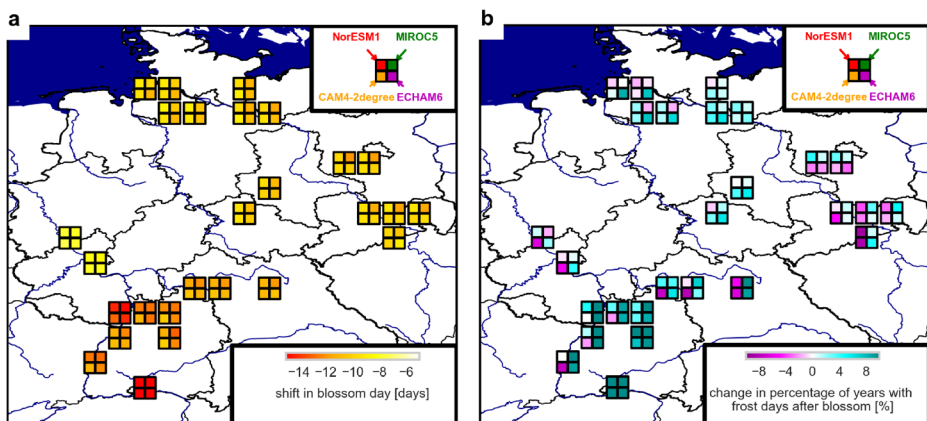 a
NorESM1 MIROC5
CAM4-2degree ECHAM6
−14 −12 −10 −8 −6
shift in blossom day [days]
b
NorESM1 MIROC5
CAM4-2degree ECHAM6
−8 −4 0 4 8
change in percentage of years with
frost days after blossom [%]